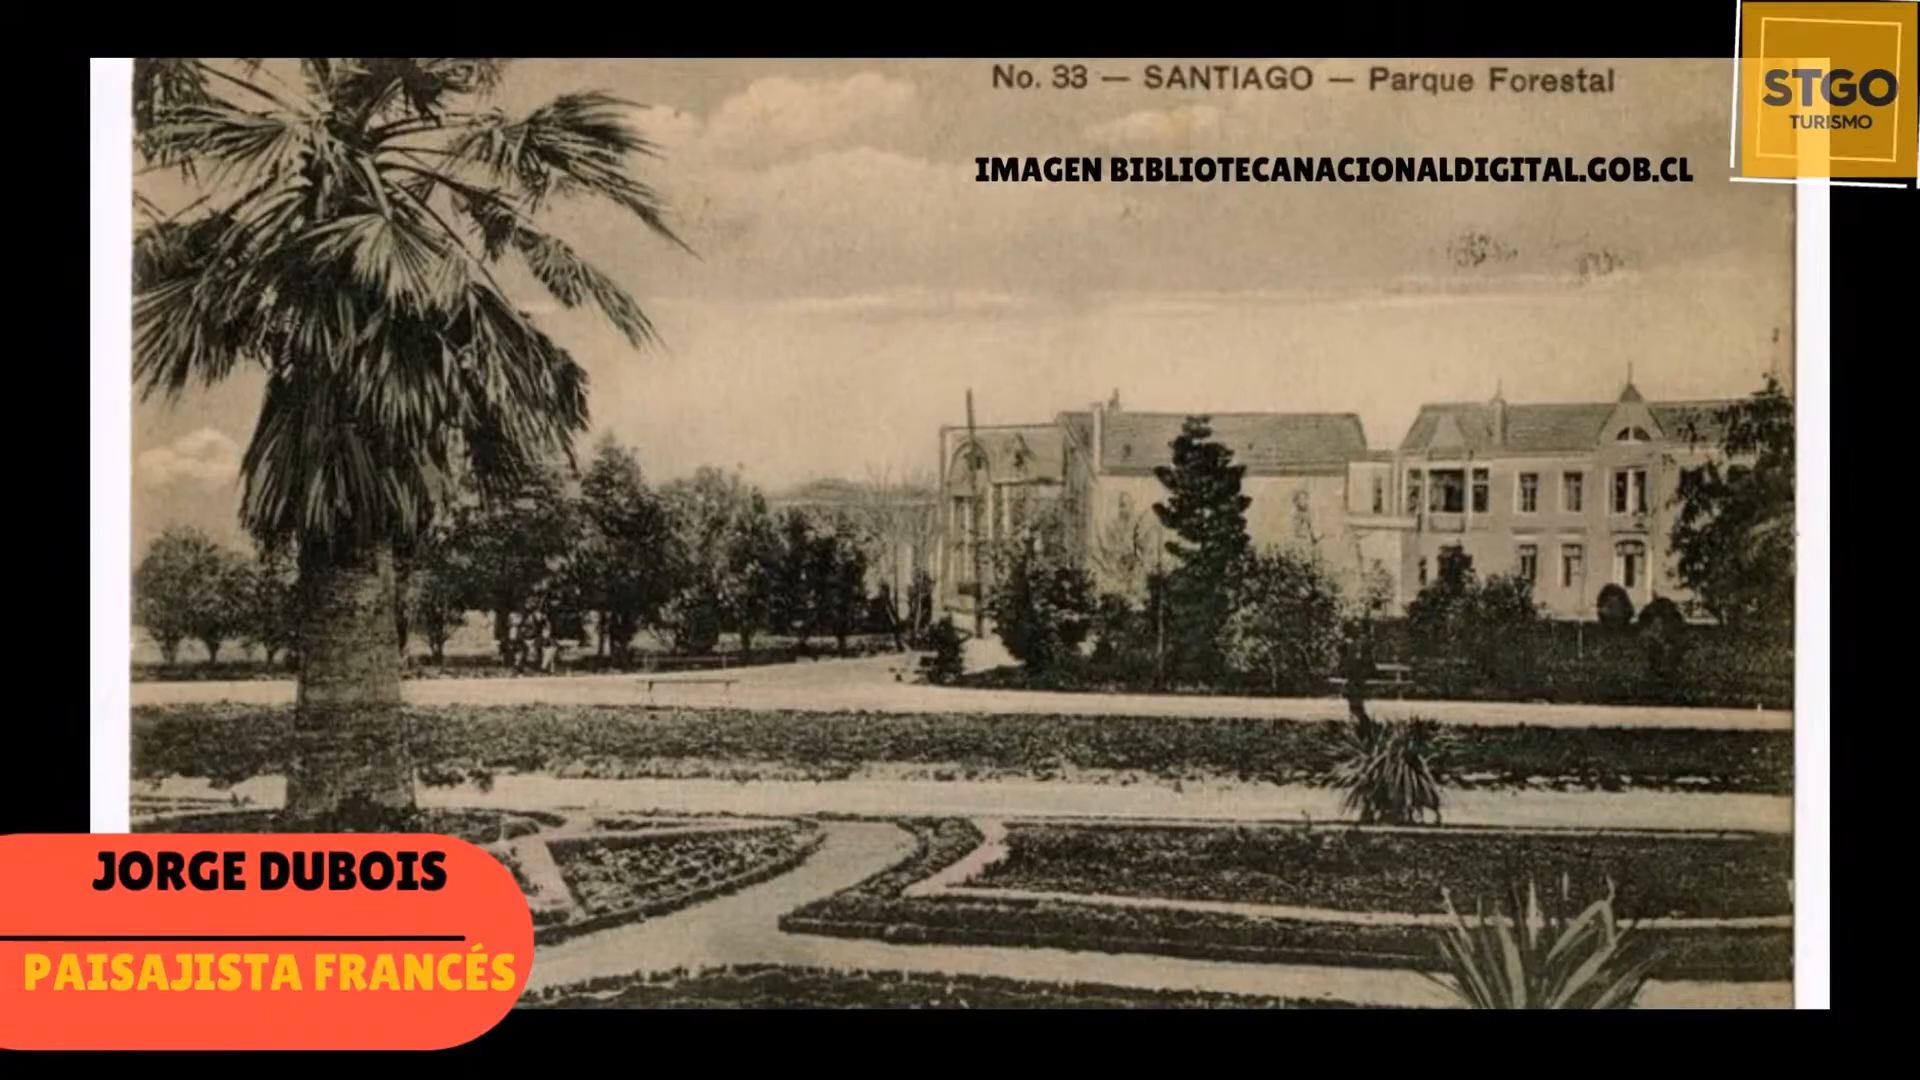 No. 33 — SANTIAGO — Parque Forestal
STGO
TURISMO
IMAGEN BIBLIOTECANACIONALDIGITAL.GOB.CL
JORGE DUBOIS
PAISAJISTA FRANCÉS